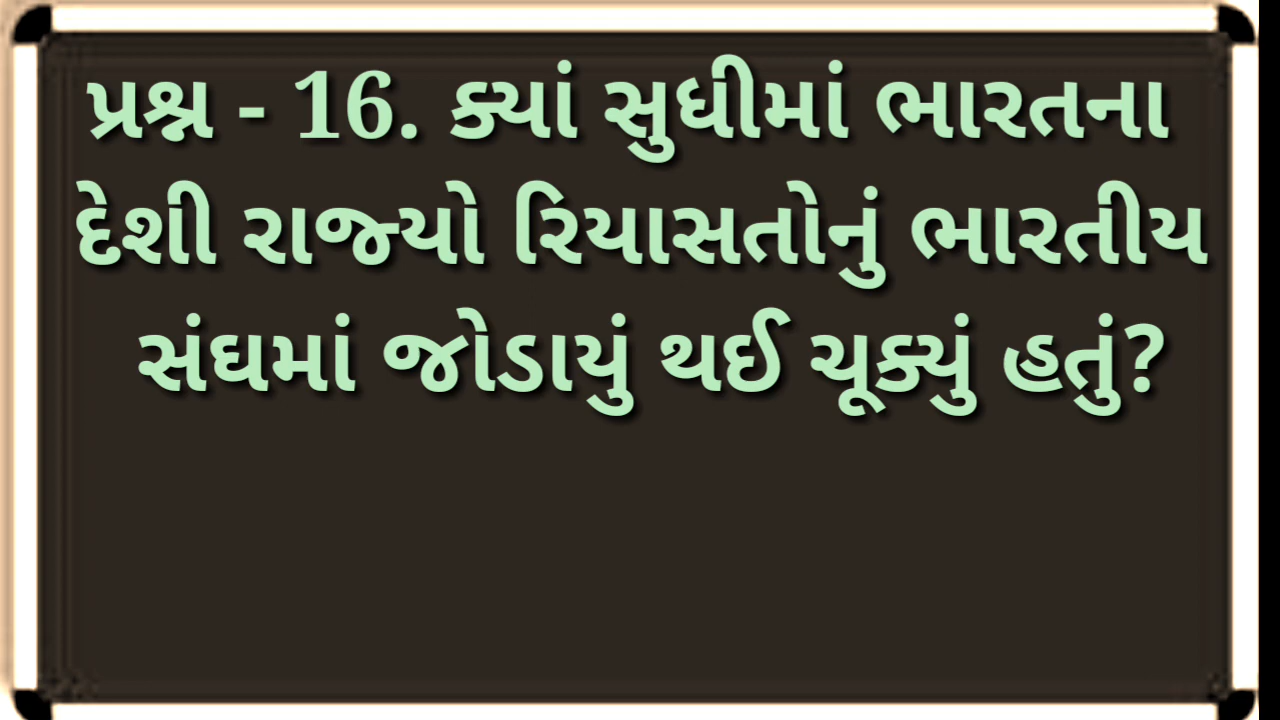 પ્રશ્ન - 16. ક્યાં સુધીમાં ભારતના
દેશી રાજ્યો રિયાસતોનું ભારતીય
સંઘમાં જોડાયું થઈ ચૂક્યું હતું?